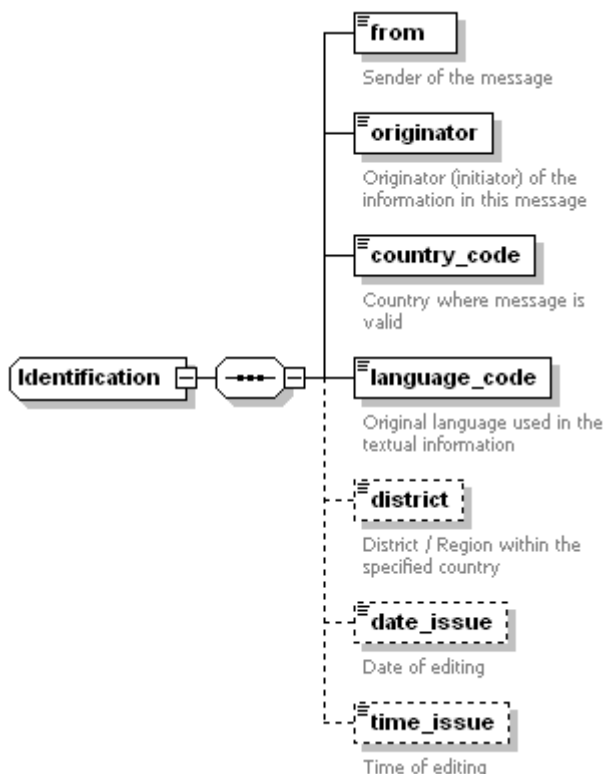 from
Sender of the message
originator
Originator (initiator) of the
information in this message
country_code
Country where message is
valid
Identification
language_code
Original language used in the
textual information
district
District / Region within the
specified country
date_issue
Date of editing
time_issue
Time of editing